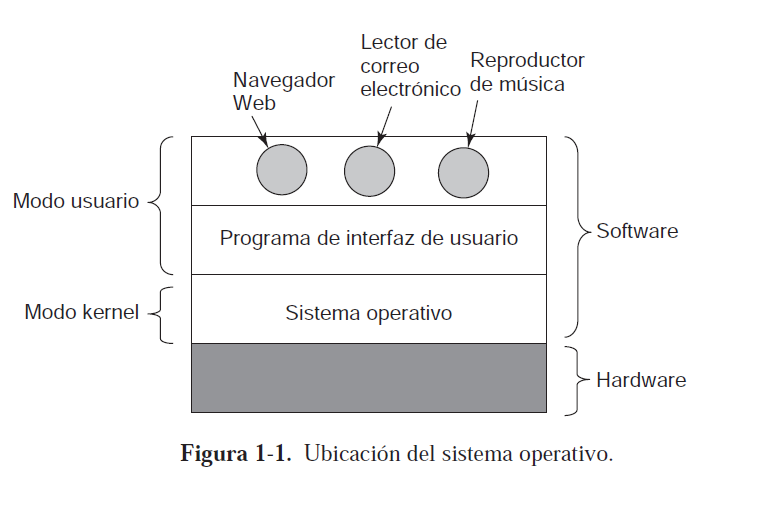 Navegador
Web
Lector de
correo
electrónico
Reproductor
de música
Modo usuario
Programa de interfaz de usuario
Software
Modo kernel
Sistema operativo
Hardware
Figura 1-1. Ubicación del sistema operativo.